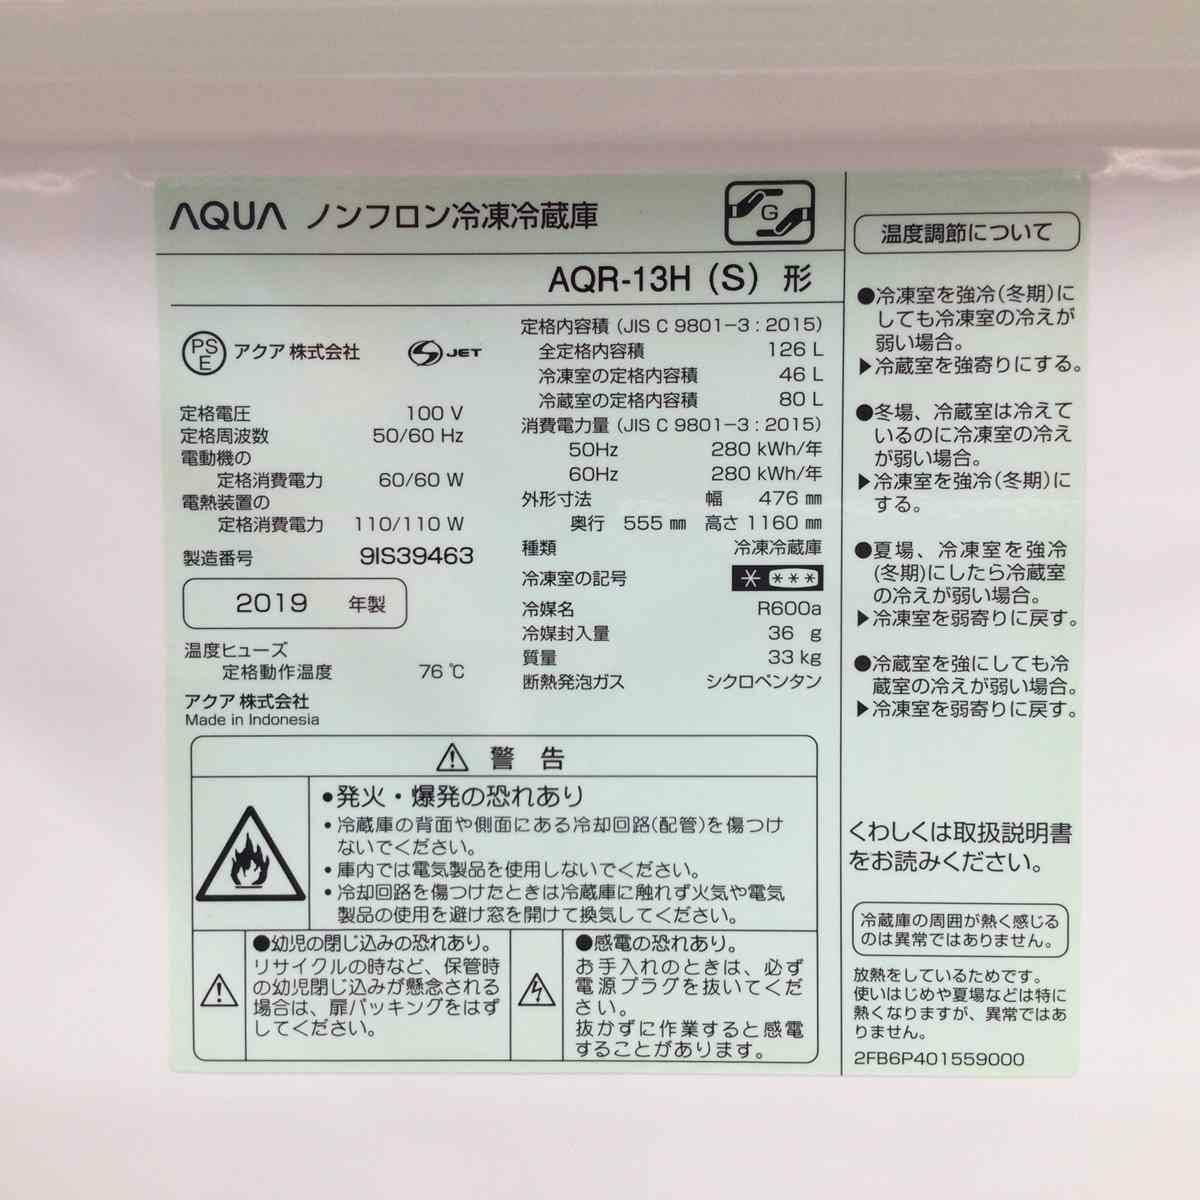 AQUA ノンフロン冷凍冷蔵庫
G
AQR-13H (S) 形
PS
E
アクア 株式会社
S JET
定格電圧 100 V
定格周波数 50/60 Hz
電動機の
定格消費電力 60/60 W
電熱装置の
定格消費電力 110/110 W
製造番号 9IS39463
2019 年製
温度ヒューズ
定格動作温度 76 ℃
アクア 株式会社
Made in Indonesia
定格内容積 (JIS C 9801-3 : 2015)
全定格内容積 126 L
冷凍室の定格内容積 46 L
冷蔵室の定格内容積 80 L
消費電力量 (JIS C 9801-3 : 2015)
50Hz 280 kWh/年
60Hz 280 kWh/年
外形寸法 幅 476 ㎜
奥行 555 ㎜ 高さ 1160 ㎜
種類 冷凍冷蔵庫
冷凍室の記号 * ***
冷媒名 R600a
冷媒封入量 36 g
質量 33 kg
断熱発泡ガス シクロペンタン
⚠ 警告
•発火・爆発の恐れあり
・冷蔵庫の背面や側面にある冷却回路(配管)を傷つけ
ないでください。
・庫内では電気製品を使用しないでください。
・冷却回路を傷つけたときは冷蔵庫に触れず火気や電気
製品の使用を避け窓を開けて換気してください。
●幼児の閉じ込みの恐れあり。
リサイクルの時など、保管時
の幼児閉じ込みが懸念される
場合は、扉パッキングをはず
してください。
●感電の恐れあり。
お手入れのときは、必ず
電源プラグを抜いてくだ
さい。
抜かずに作業すると感電
することがあります。
温度調節について
●冷凍室を強冷(冬期)に
しても冷凍室の冷えが
弱い場合。
▶冷蔵室を強寄りにする。
●冬場、冷蔵室は冷えて
いるのに冷凍室の冷え
が弱い場合。
▶冷凍室を強冷(冬期)に
する。
●夏場、冷凍室を強冷
(冬期)にしたら冷蔵室
の冷えが弱い場合。
▶冷凍室を弱寄りに戻す。
●冷蔵室を強にしても冷
蔵室の冷えが弱い場合。
▶冷凍室を弱寄りに戻す。
くわしくは取扱説明書
をお読みください。
冷蔵庫の周囲が熱く感じる
のは異常ではありません。
放熱をしているためです。
使いはじめや夏場などは特に
熱くなりますが、異常ではあ
りません。
2FB6P401559000